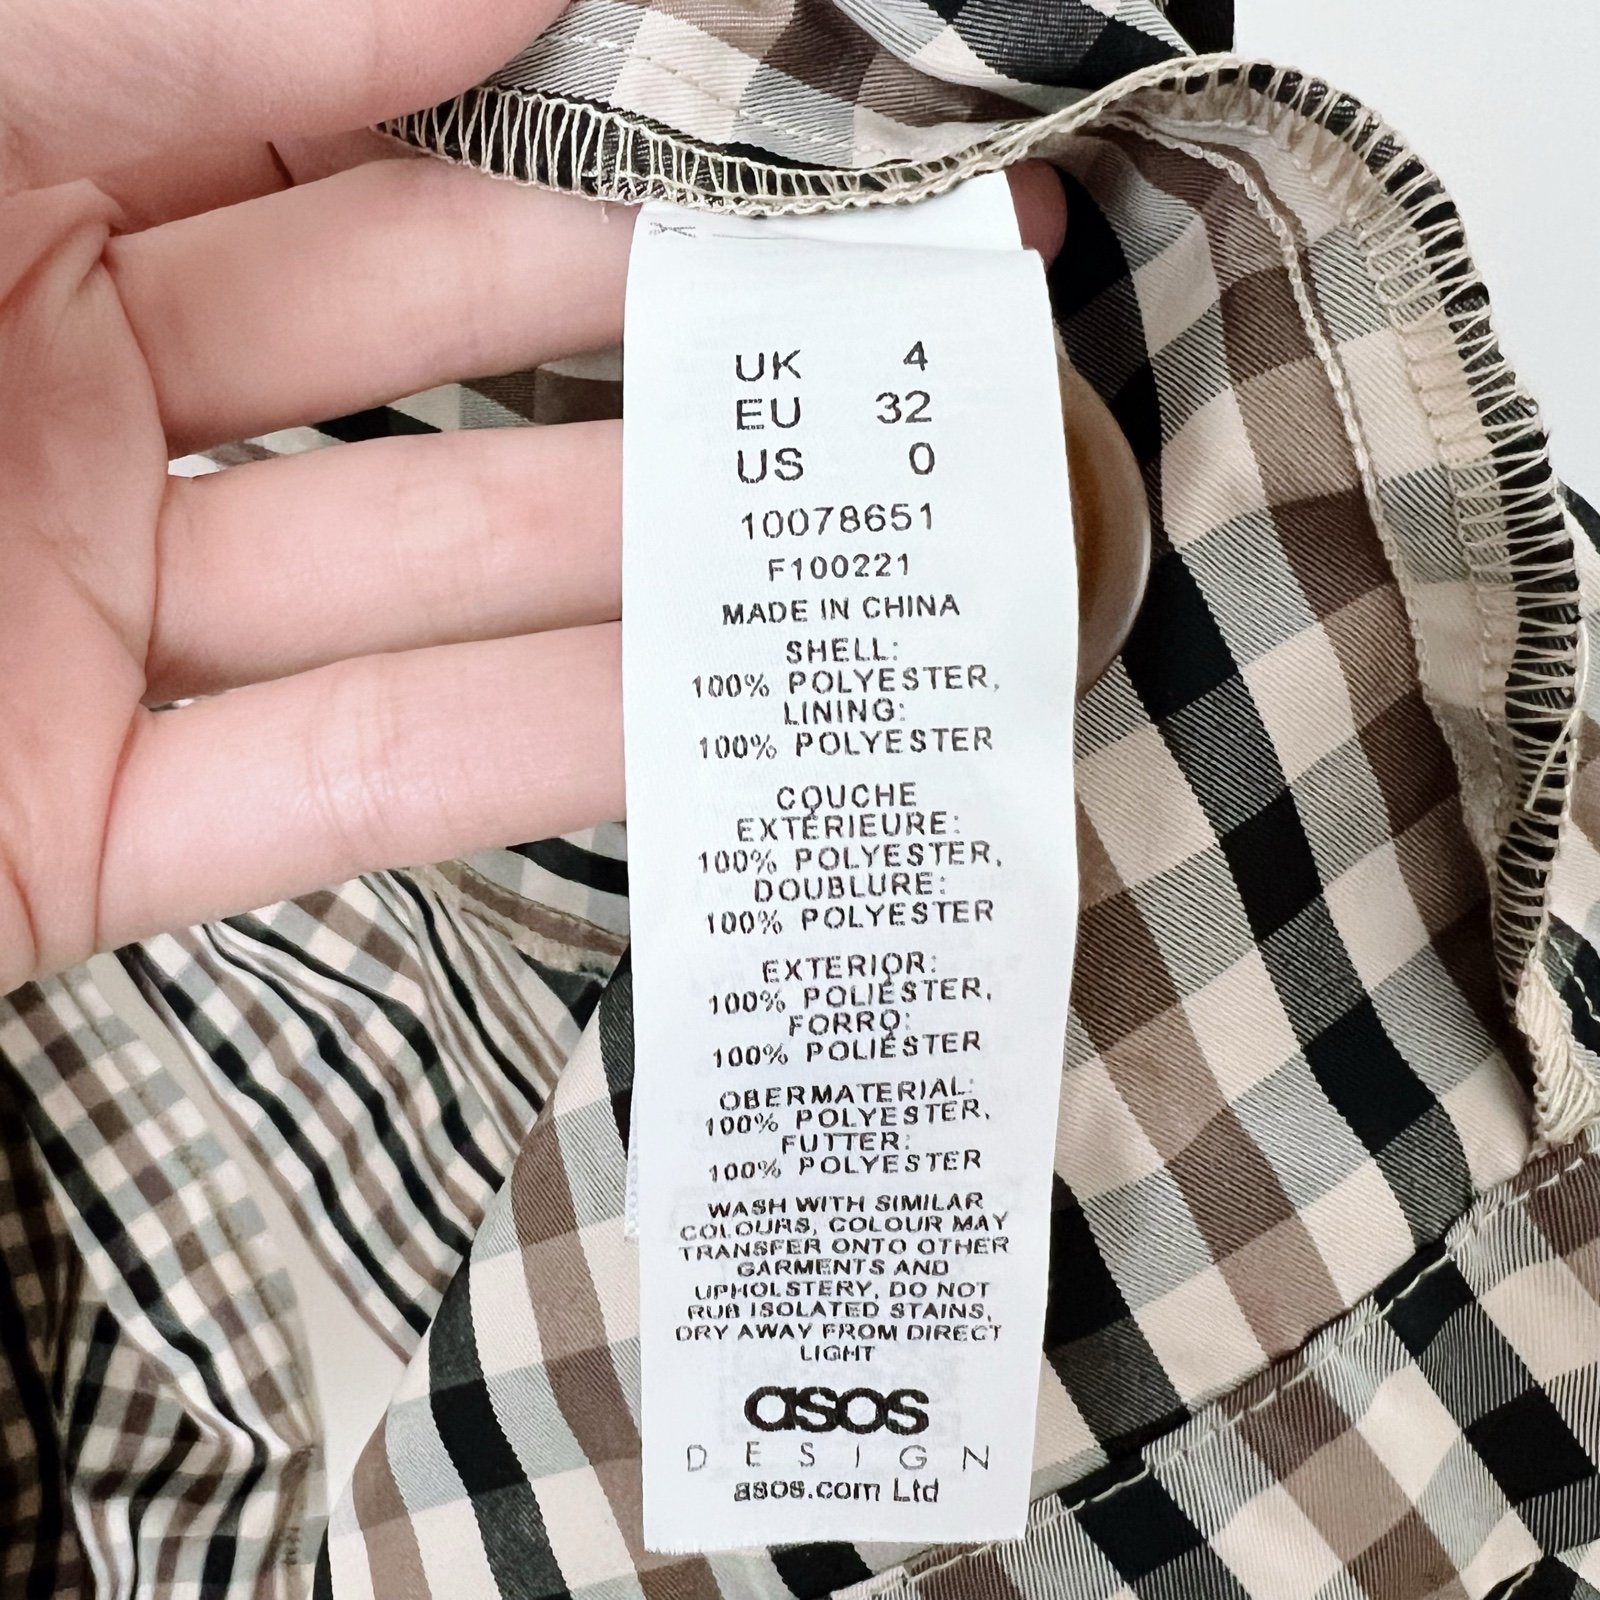 UK 4
EU 32
US 0
10078651
F100221
MADE IN CHINA
SHELL:
100% POLYESTER,
LINING:
100% POLYESTER
COUCHE
EXTÉRIEURE:
100% POLYESTER,
DOUBLURE:
100% POLYESTER
EXTERIOR:
100% POLIÉSTER,
FORRO:
100% POLIÉSTER
OBERMATERIAL:
100% POLYESTER,
FUTTER:
100% POLYESTER
WASH WITH SIMILAR
COLOURS, COLOUR MAY
TRANSFER ONTO OTHER
GARMENTS AND
UPHOLSTERY, DO NOT
RUB ISOLATED STAINS,
DRY AWAY FROM DIRECT
LIGHT
asos
DESIGN
asos.com Ltd